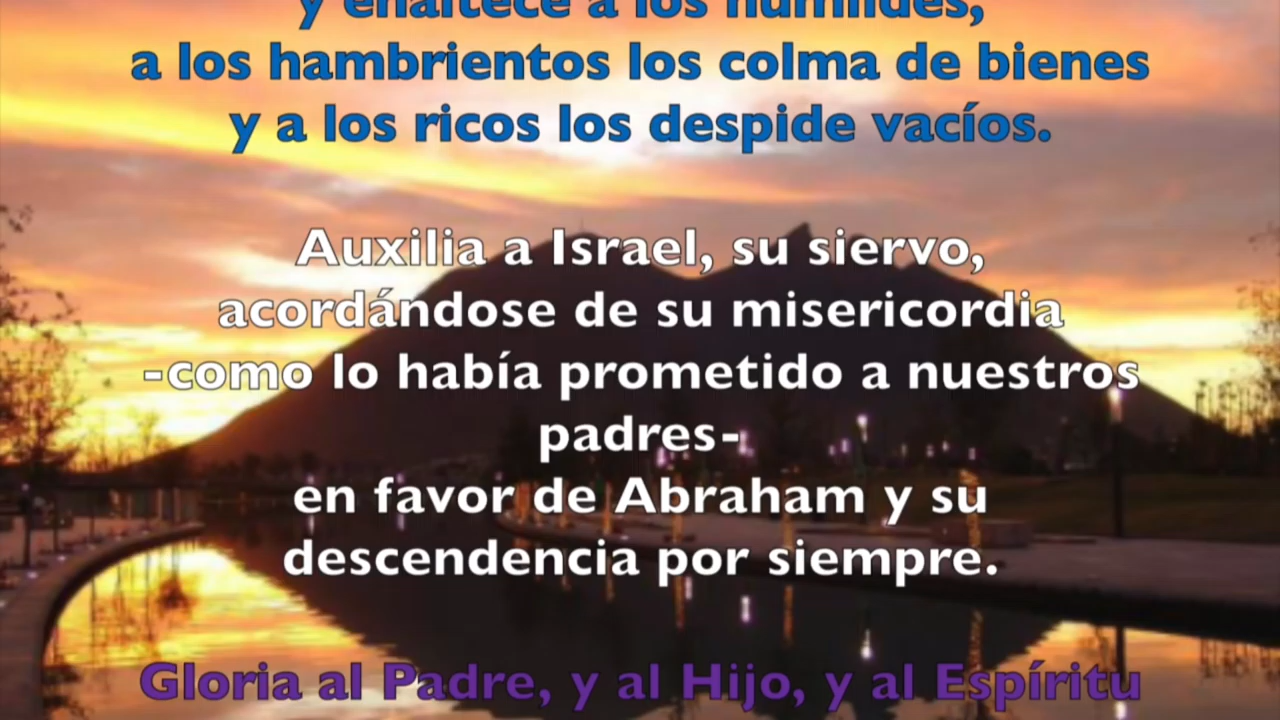 y enaltece a los humildes,
a los hambrientos los colma de bienes
y a los ricos los despide vacíos.
Auxilia a Israel, su siervo,
acordándose de su misericordia
-como lo había prometido a nuestros
padres-
en favor de Abraham y su
descendencia por siempre.
Gloria al Padre, y al Hijo, y al Espíritu